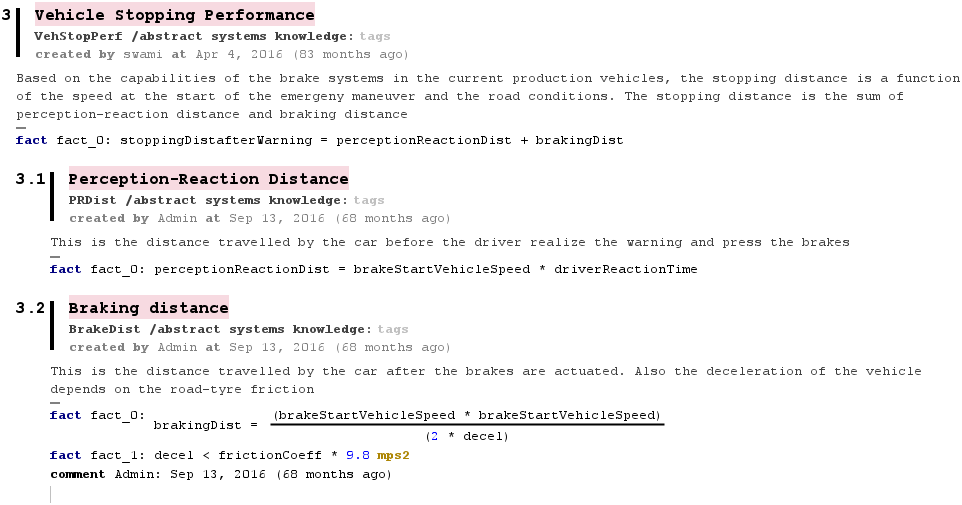 3 Vehicle Stopping Performance
VehStopPerf /abstract systems knowledge: tags
created by swami at Apr 4, 2016 (83 months ago)
Based on the capabilities of the brake systems in the current production vehicles, the stopping distance is a function
of the speed at the start of the emergeny maneuver and the road conditions. The stopping distance is the sum of
perception-reaction distance and braking distance
fact fact_0: stoppingDistafterWarning = perceptionReactionDist + brakingDist
3.1 Perception-Reaction Distance
PRDist /abstract systems knowledge: tags
created by Admin at Sep 13, 2016 (68 months ago)
This is the distance travelled by the car before the driver realize the warning and press the brakes
fact fact_0: perceptionReactionDist = brakeStartVehicleSpeed * driverReactionTime
3.2 Braking distance
BrakeDist /abstract systems knowledge: tags
created by Admin at Sep 13, 2016 (68 months ago)
This is the distance travelled by the car after the brakes are actuated. Also the deceleration of the vehicle
depends on the road-tyre friction
fact fact_0: brakingDist = (brakeStartVehicleSpeed * brakeStartVehicleSpeed)
(2 * decel)
fact fact_1: decel < frictionCoeff * 9.8 mps2
comment Admin: Sep 13, 2016 (68 months ago)